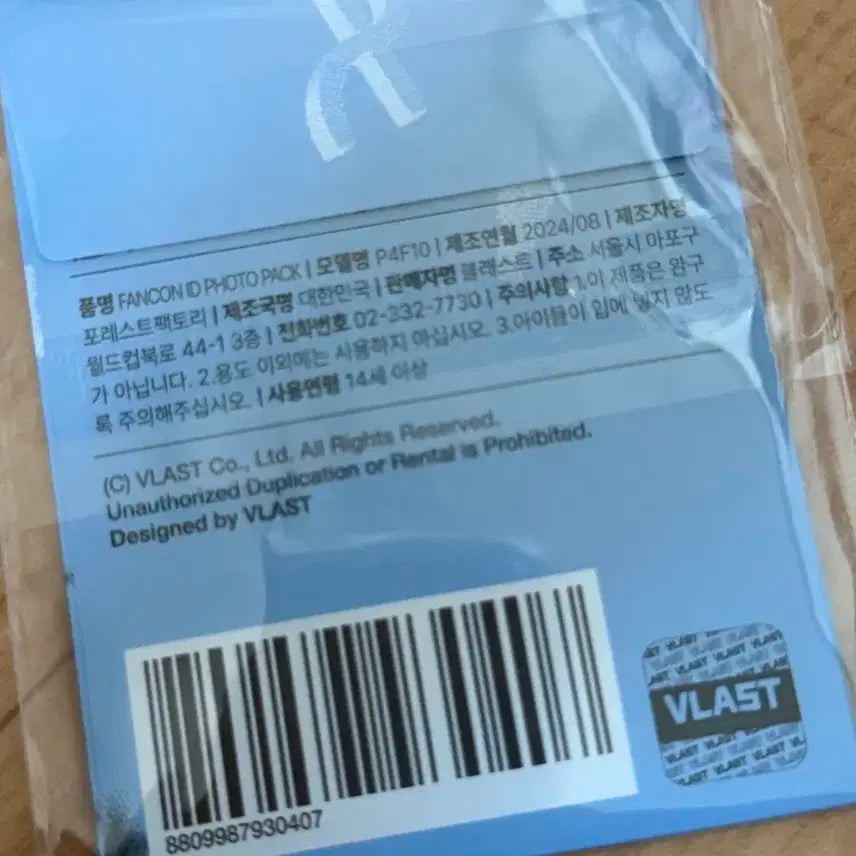 품명 FANCON ID PHOTO PACK | 모델명 P4F10 | 제조연월 2024/08 | 제조자명
포레스트팩토리 | 제조국명 대한민국 | 판매자명 블래스트 | 주소 서울시 마포구
월드컵북로 44-1 3층 | 전화번호 02-332-7730 | 주의사항 1.이 제품은 완구
가 아닙니다. 2.용도 이외에는 사용하지 마십시오. 3.아이들이 입에 넣지 않도
록 주의해주십시오. | 사용연령 14세 이상
(C) VLAST Co., Ltd. All Rights Reserved.
Unauthorized Duplication or Rental is Prohibited.
Designed by VLAST
8809987930407
VLAST